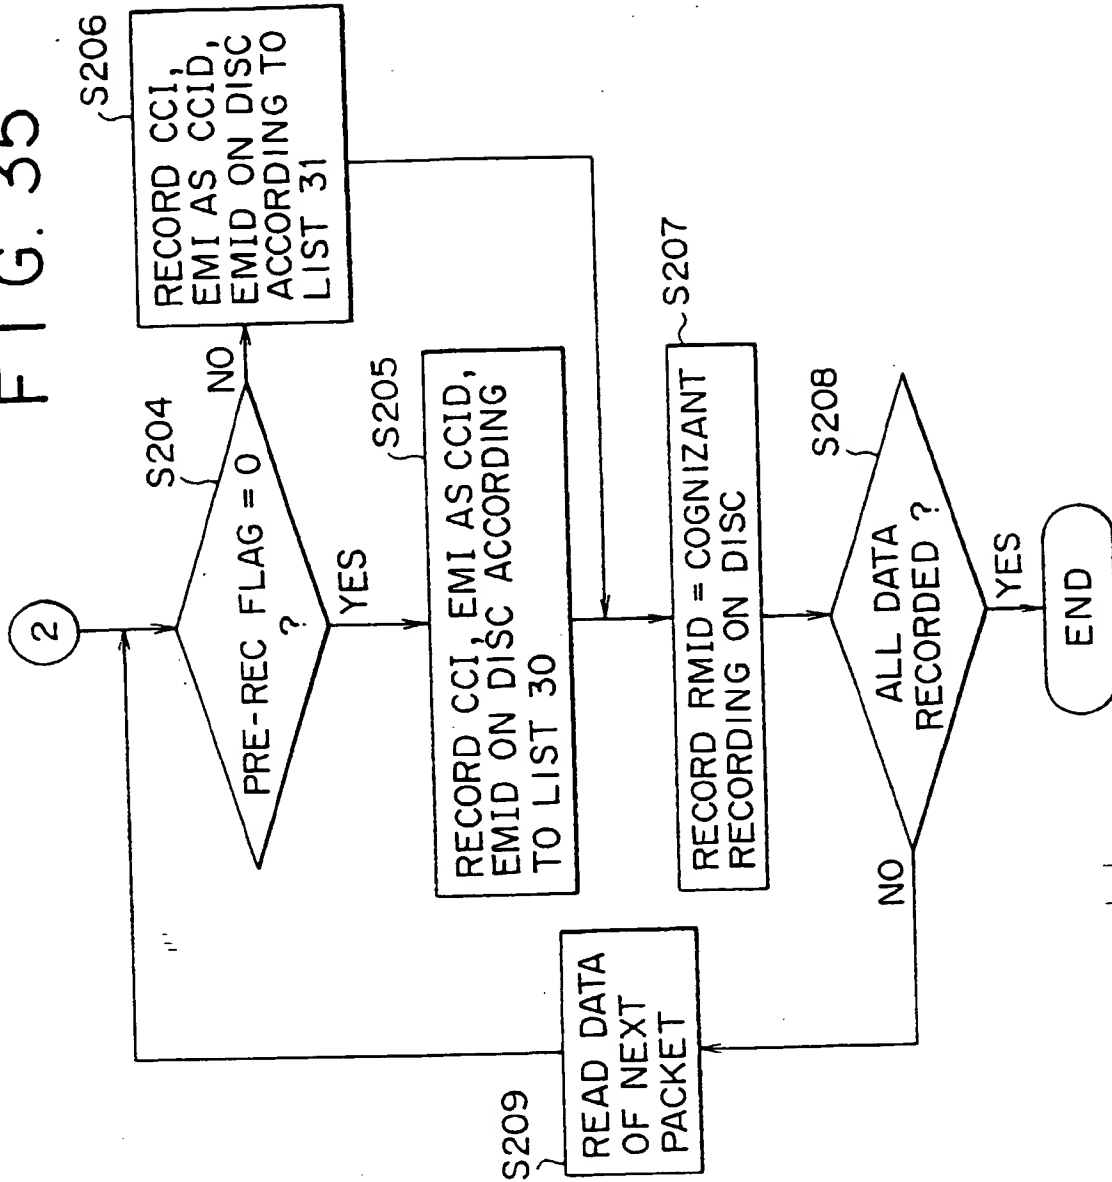 FIG. 35
2
S204
PRE-REC FLAG = 0
?
NO
YES
S206
RECORD CCI,
EMI AS CCID,
EMID ON DISC
ACCORDING TO
LIST 31
S205
RECORD CCI, EMI AS CCID,
EMID ON DISC ACCORDING
TO LIST 30
S207
RECORD RMID = COGNIZANT
RECORDING ON DISC
S208
ALL DATA
RECORDED ?
NO
YES
S209
READ DATA
OF NEXT
PACKET
END